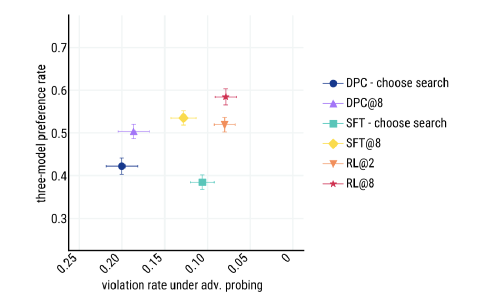 three-model preference rate
0.7
0.6
0.5
0.4
0.3
0.25
0.20
0.15
0.10
0.05
0
violation rate under adv. probing
DPC - choose search
DPC@8
SFT - choose search
SFT@8
RL@2
RL@8